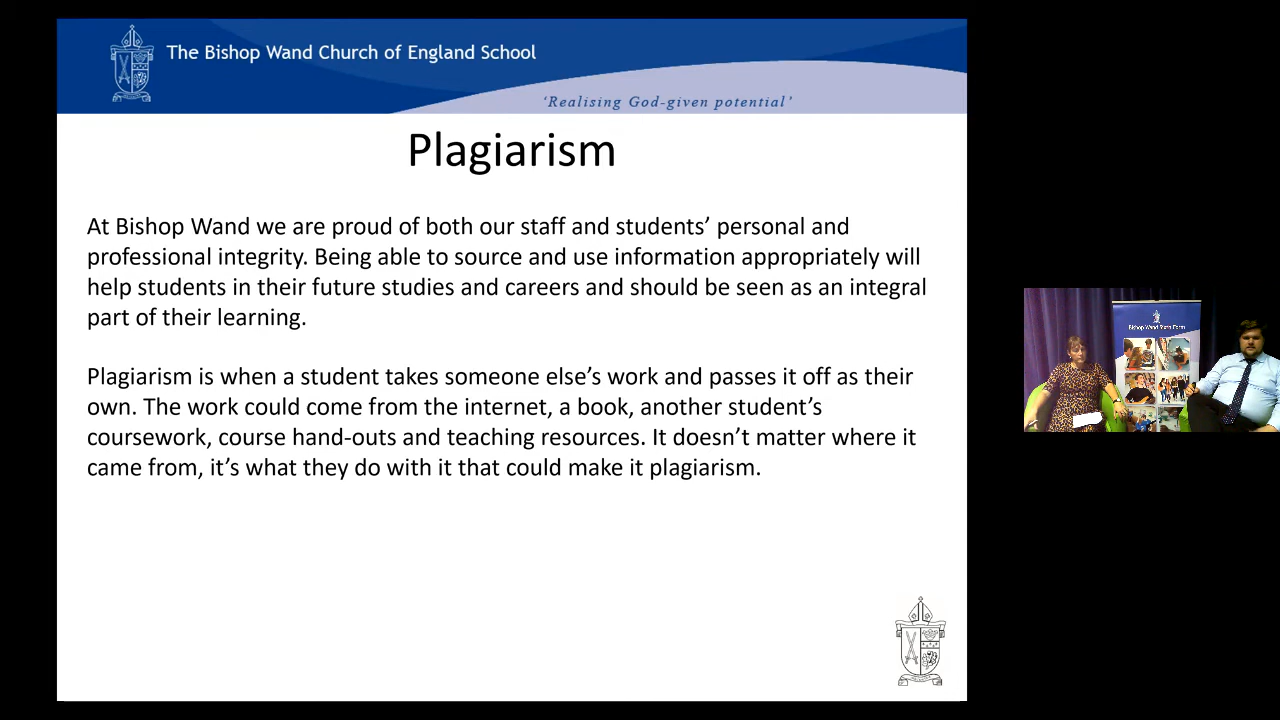 The Bishop Wand Church of England School
‘Realising God-given potential’
Plagiarism
At Bishop Wand we are proud of both our staff and students’ personal and
professional integrity. Being able to source and use information appropriately will
help students in their future studies and careers and should be seen as an integral
part of their learning.
Plagiarism is when a student takes someone else’s work and passes it off as their
own. The work could come from the internet, a book, another student’s
coursework, course hand-outs and teaching resources. It doesn’t matter where it
came from, it’s what they do with it that could make it plagiarism.
Bishop Wand Sixth Form